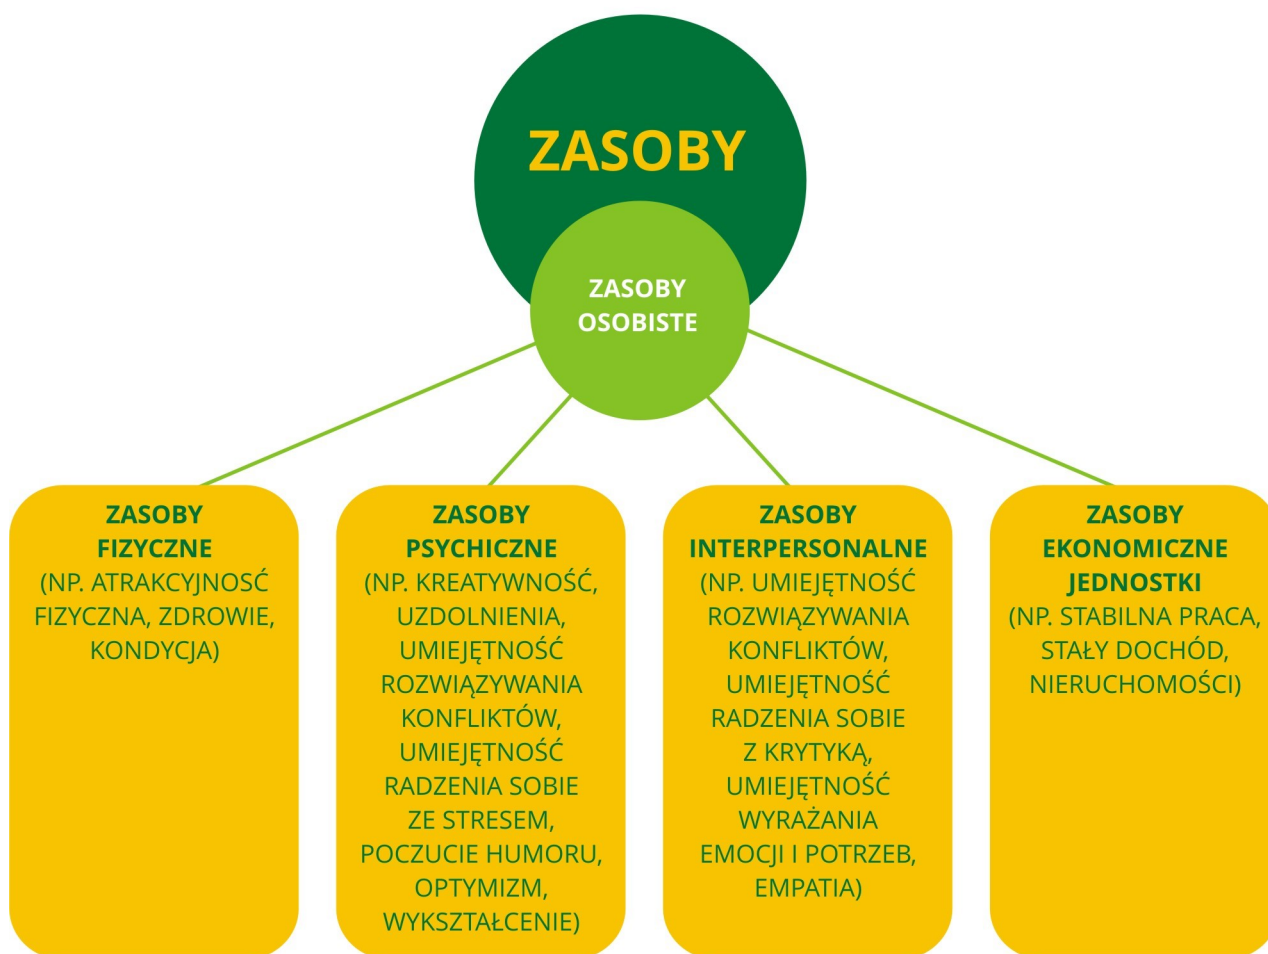 ZASOBY
ZASOBY
OSOBISTE
ZASOBY
FIZYCZNE
(NP. ATRAKCYJNOSĆ
FIZYCZNA, ZDROWIE,
KONDYCJA)
ZASOBY
PSYCHICZNE
(NP. KREATYWNOŚĆ,
UZDOLNIENIA,
UMIEJĘTNOŚĆ
ROZWIĄZYWANIA
KONFLIKTÓW,
UMIEJĘTNOŚĆ
RADZENIA SOBIE
ZE STRESEM,
POCZUCIE HUMORU,
OPTYMIZM,
WYKSZTAŁCENIE)
ZASOBY
INTERPERSONALNE
(NP. UMIEJĘTNOŚĆ
ROZWIĄZYWANIA
KONFLIKTÓW,
UMIEJĘTNOŚĆ
RADZENIA SOBIE
Z KRYTYKĄ,
UMIEJĘTNOŚĆ
WYRAŻANIA
EMOCJI I POTRZEB,
EMPATIA)
ZASOBY
EKONOMICZNE
JEDNOSTKI
(NP. STABILNA PRACA,
STAŁY DOCHÓD,
NIERUCHOMOŚCI)